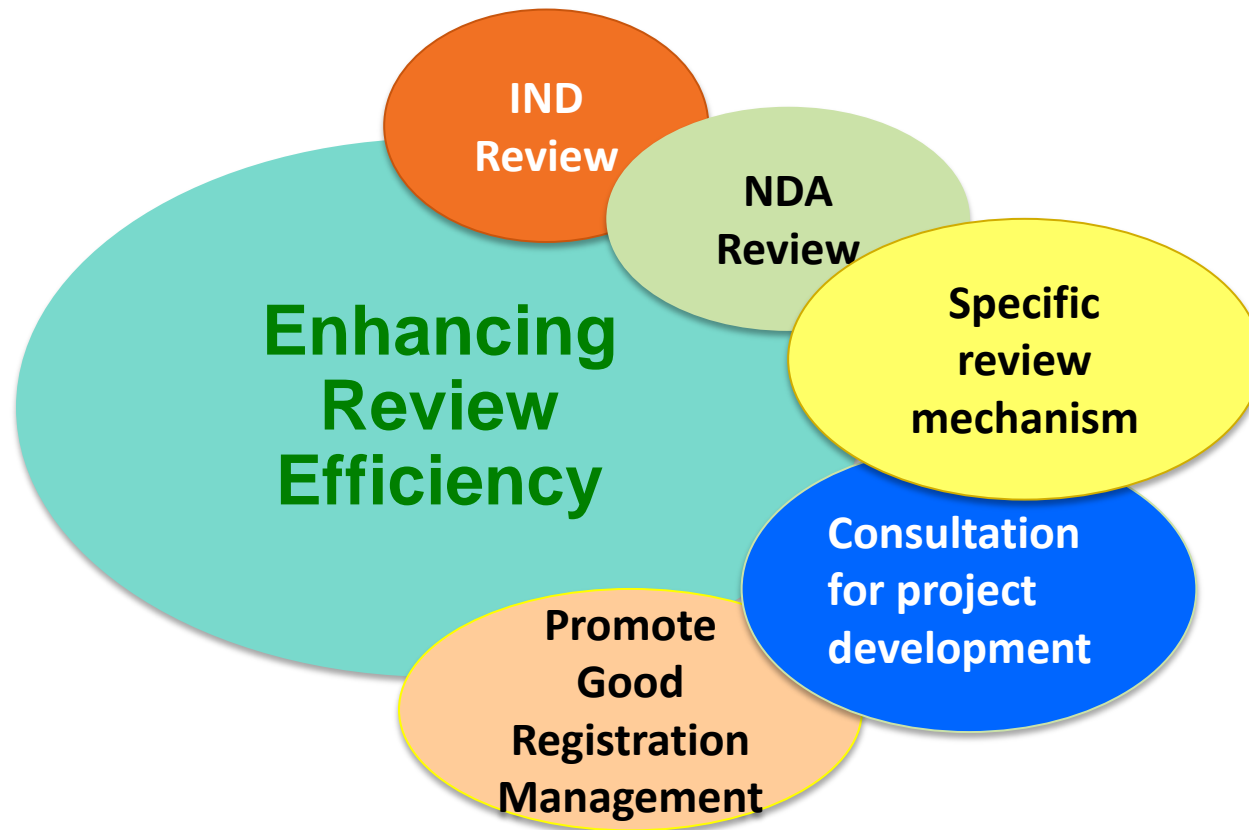 IND
Review
NDA
Review
Specific
review
mechanism
Enhancing
Review
Efficiency
Consultation
for project
development
Promote
Good
Registration
Management